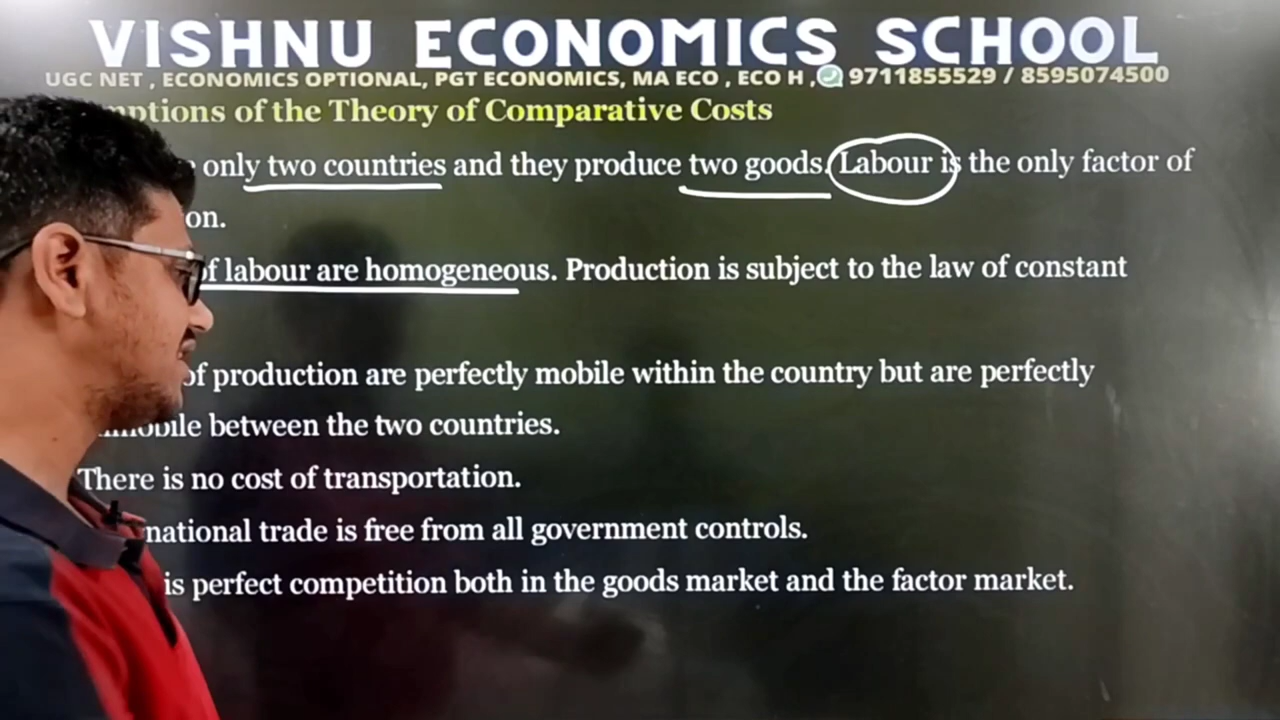 VISHNU ECONOMICS SCHOOL
UGC NET , ECONOMICS OPTIONAL, PGT ECONOMICS, MA ECO , ECO H , 9711855529 / 8595074500
of the Theory of Comparative Costs
only two countries and they produce two goods. Labour is the only factor of
labour are homogeneous. Production is subject to the law of constant
of production are perfectly mobile within the country but are perfectly
between the two countries.
There is no cost of transportation.
national trade is free from all government controls.
is perfect competition both in the goods market and the factor market.